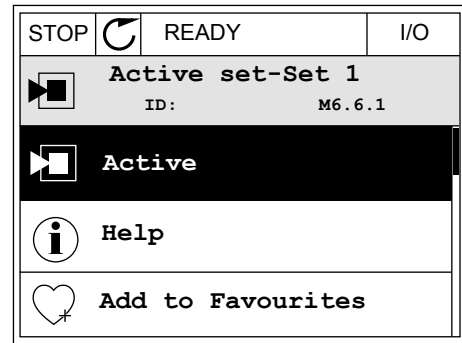 STOP READY I/O
Active set-Set 1
ID: M6.6.1
Active
Help
Add to Favourites